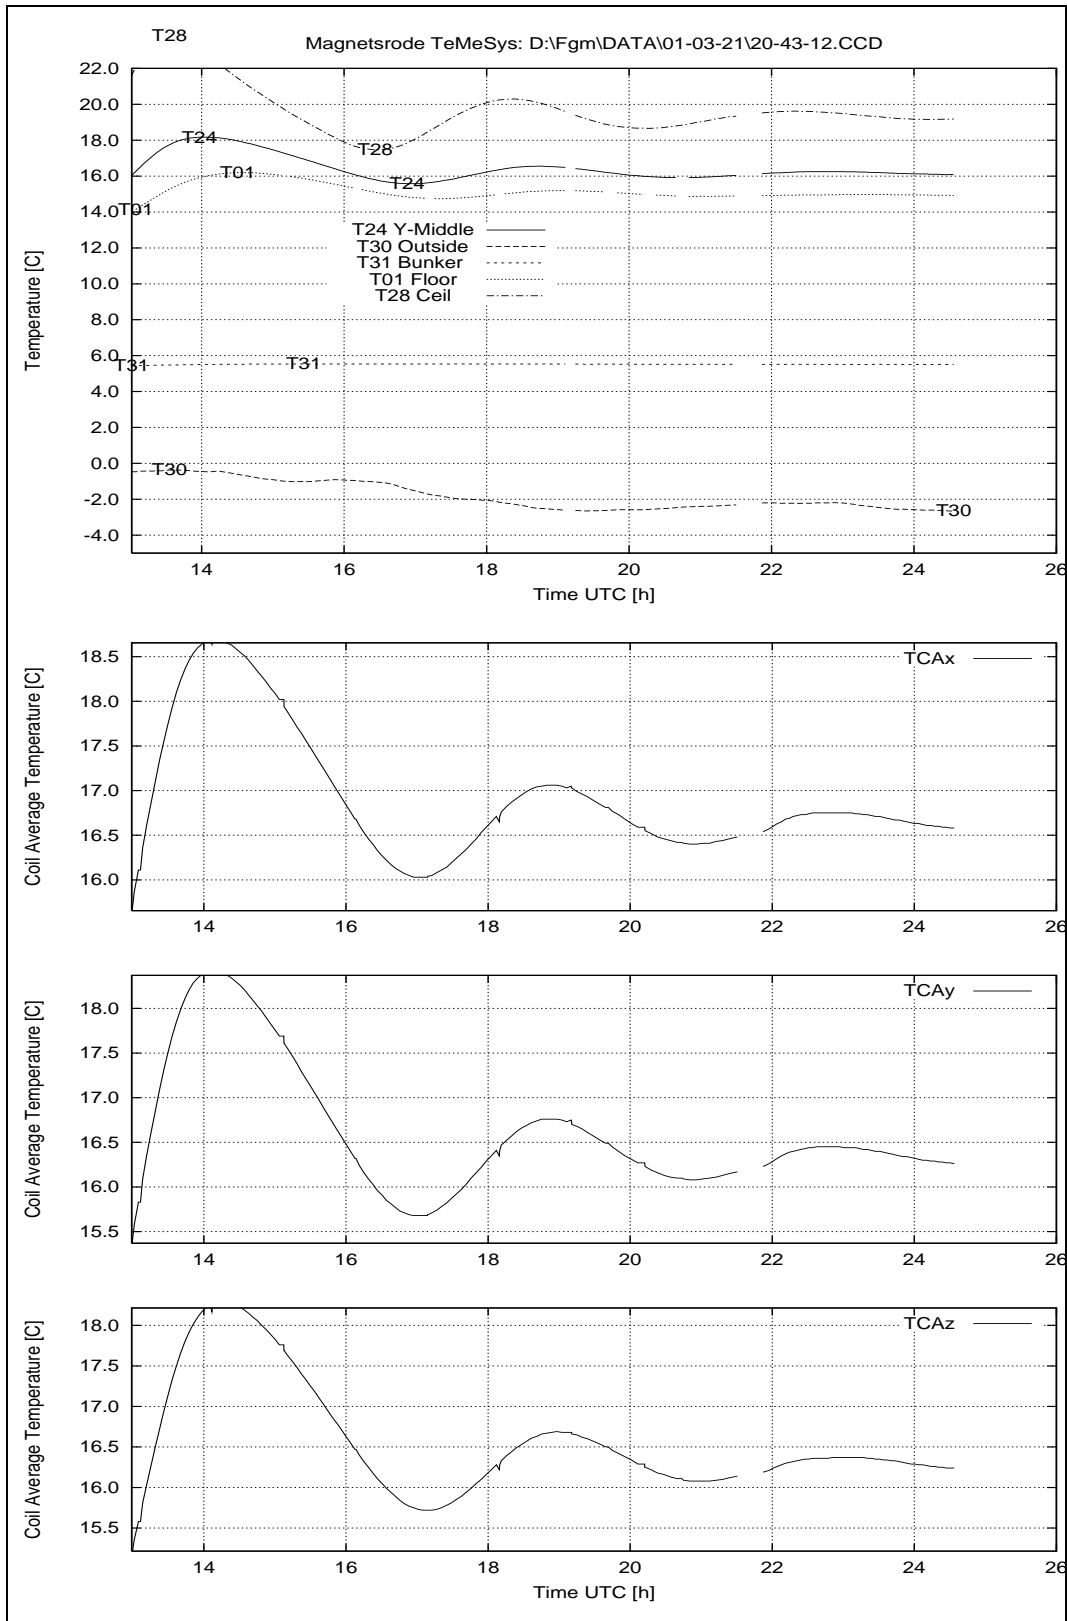 T28
Magnetsrode TeMeSys: D:\Fgm\DATA\01-03-21\20-43-12.CCD
22.0
20.0
18.0
16.0
14.0
12.0
10.0
8.0
6.0
4.0
2.0
0.0
-2.0
-4.0
Temperature [C]
T24
T28
T01
T24
T01
T24 Y-Middle
T30 Outside
T31 Bunker
T01 Floor
T28 Ceil
T31
T31
T30
T30
14 16 18 20 22 24 26
Time UTC [h]
18.5
18.0
17.5
17.0
16.5
16.0
Coil Average Temperature [C]
TCAx
14 16 18 20 22 24 26
18.0
17.5
17.0
16.5
16.0
15.5
Coil Average Temperature [C]
TCAy
14 16 18 20 22 24 26
18.0
17.5
17.0
16.5
16.0
15.5
Coil Average Temperature [C]
TCAz
14 16 18 20 22 24 26
Time UTC [h]